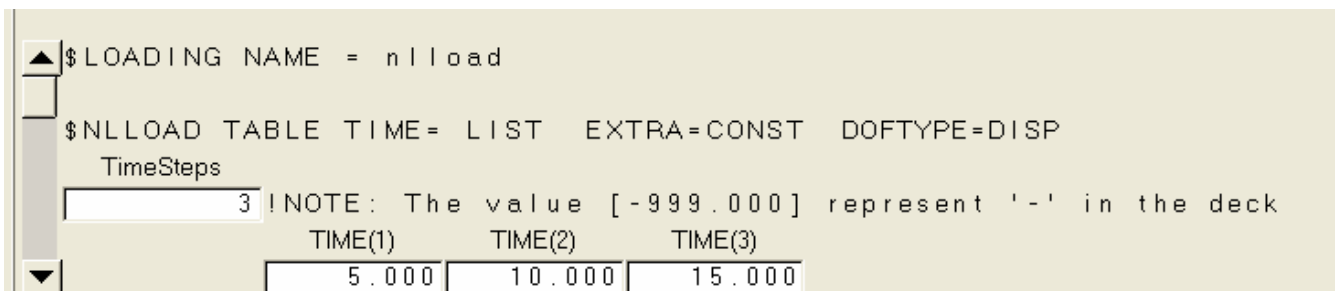 $LOADING NAME = nlload
$NLLOAD TABLE TIME= LIST EXTRA=CONST DOFTYPE=DISP
TimeSteps
3 !NOTE: The value [-999.000] represent '-' in the deck
TIME(1) TIME(2) TIME(3)
5.000 10.000 15.000